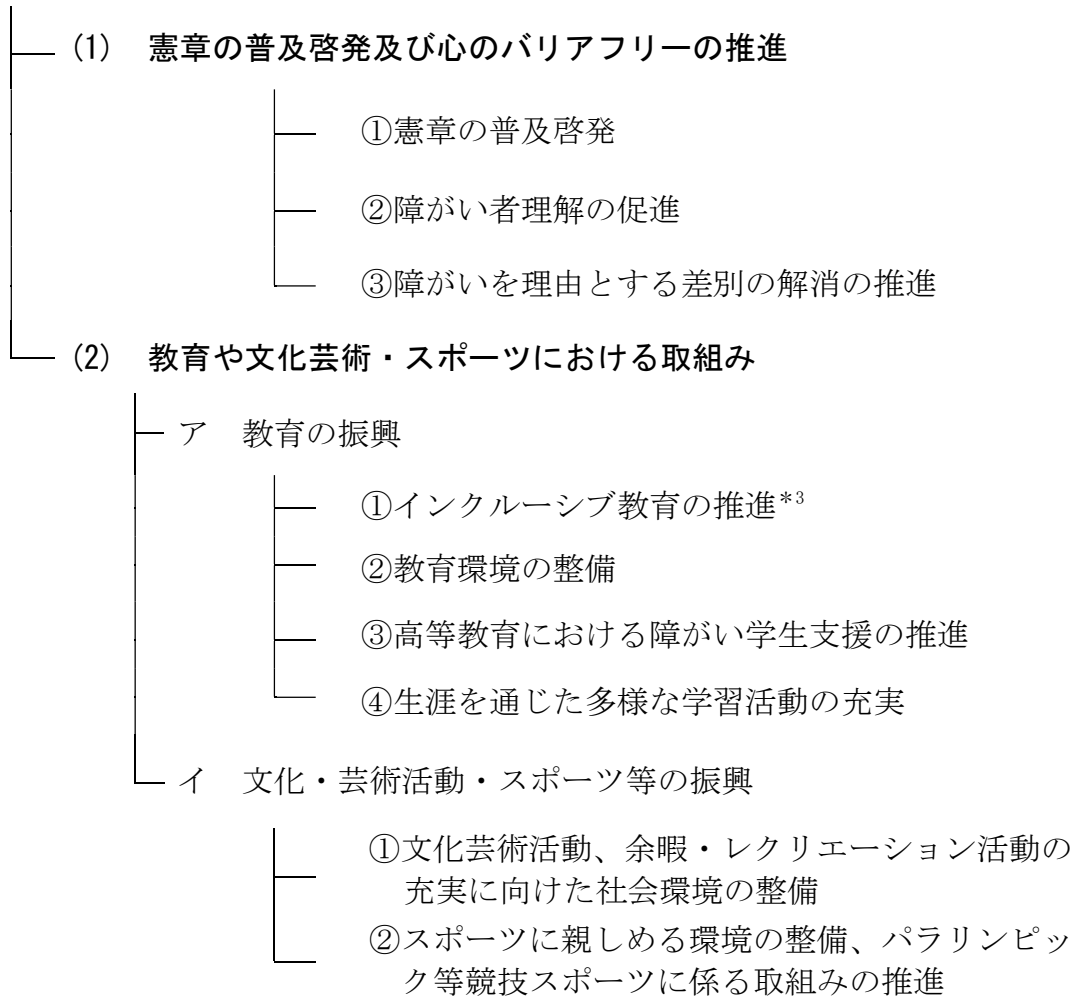 (1) 憲章の普及啓発及び心のバリアフリーの推進
①憲章の普及啓発
②障がい者理解の促進
③障がいを理由とする差別の解消の推進
(2) 教育や文化芸術・スポーツにおける取組み
ア 教育の振興
①インクルーシブ教育の推進*3
②教育環境の整備
③高等教育における障がい学生支援の推進
④生涯を通じた多様な学習活動の充実
イ 文化・芸術活動・スポーツ等の振興
①文化芸術活動、余暇・レクリエーション活動の
充実に向けた社会環境の整備
②スポーツに親しめる環境の整備、パラリンピッ
ク等競技スポーツに係る取組みの推進